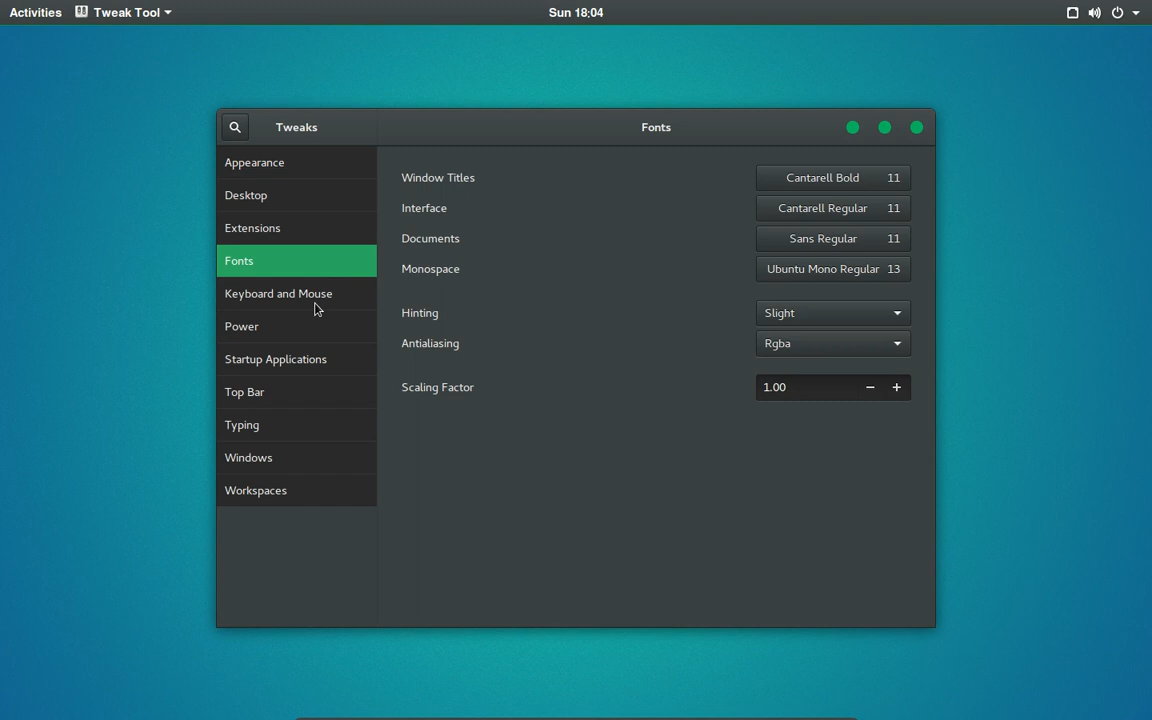 Activities Tweak Tool Sun 18:04
Tweaks Fonts
Appearance
Desktop
Extensions
Fonts
Keyboard and Mouse
Power
Startup Applications
Top Bar
Typing
Windows
Workspaces
Window Titles Cantarell Bold 11
Interface Cantarell Regular 11
Documents Sans Regular 11
Monospace Ubuntu Mono Regular 13
Hinting Slight
Antialiasing Rgba
Scaling Factor 1.00 − +